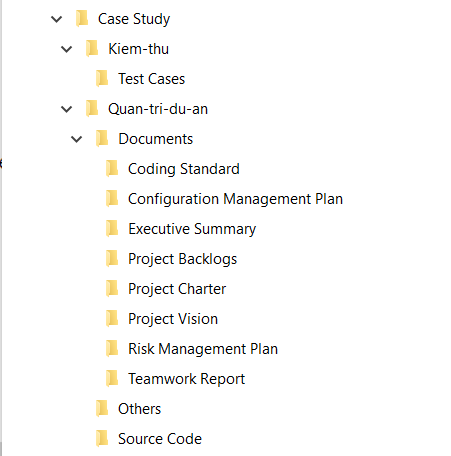 Case Study
Kiem-thu
Test Cases
Quan-tri-du-an
Documents
Coding Standard
Configuration Management Plan
Executive Summary
Project Backlogs
Project Charter
Project Vision
Risk Management Plan
Teamwork Report
Others
Source Code